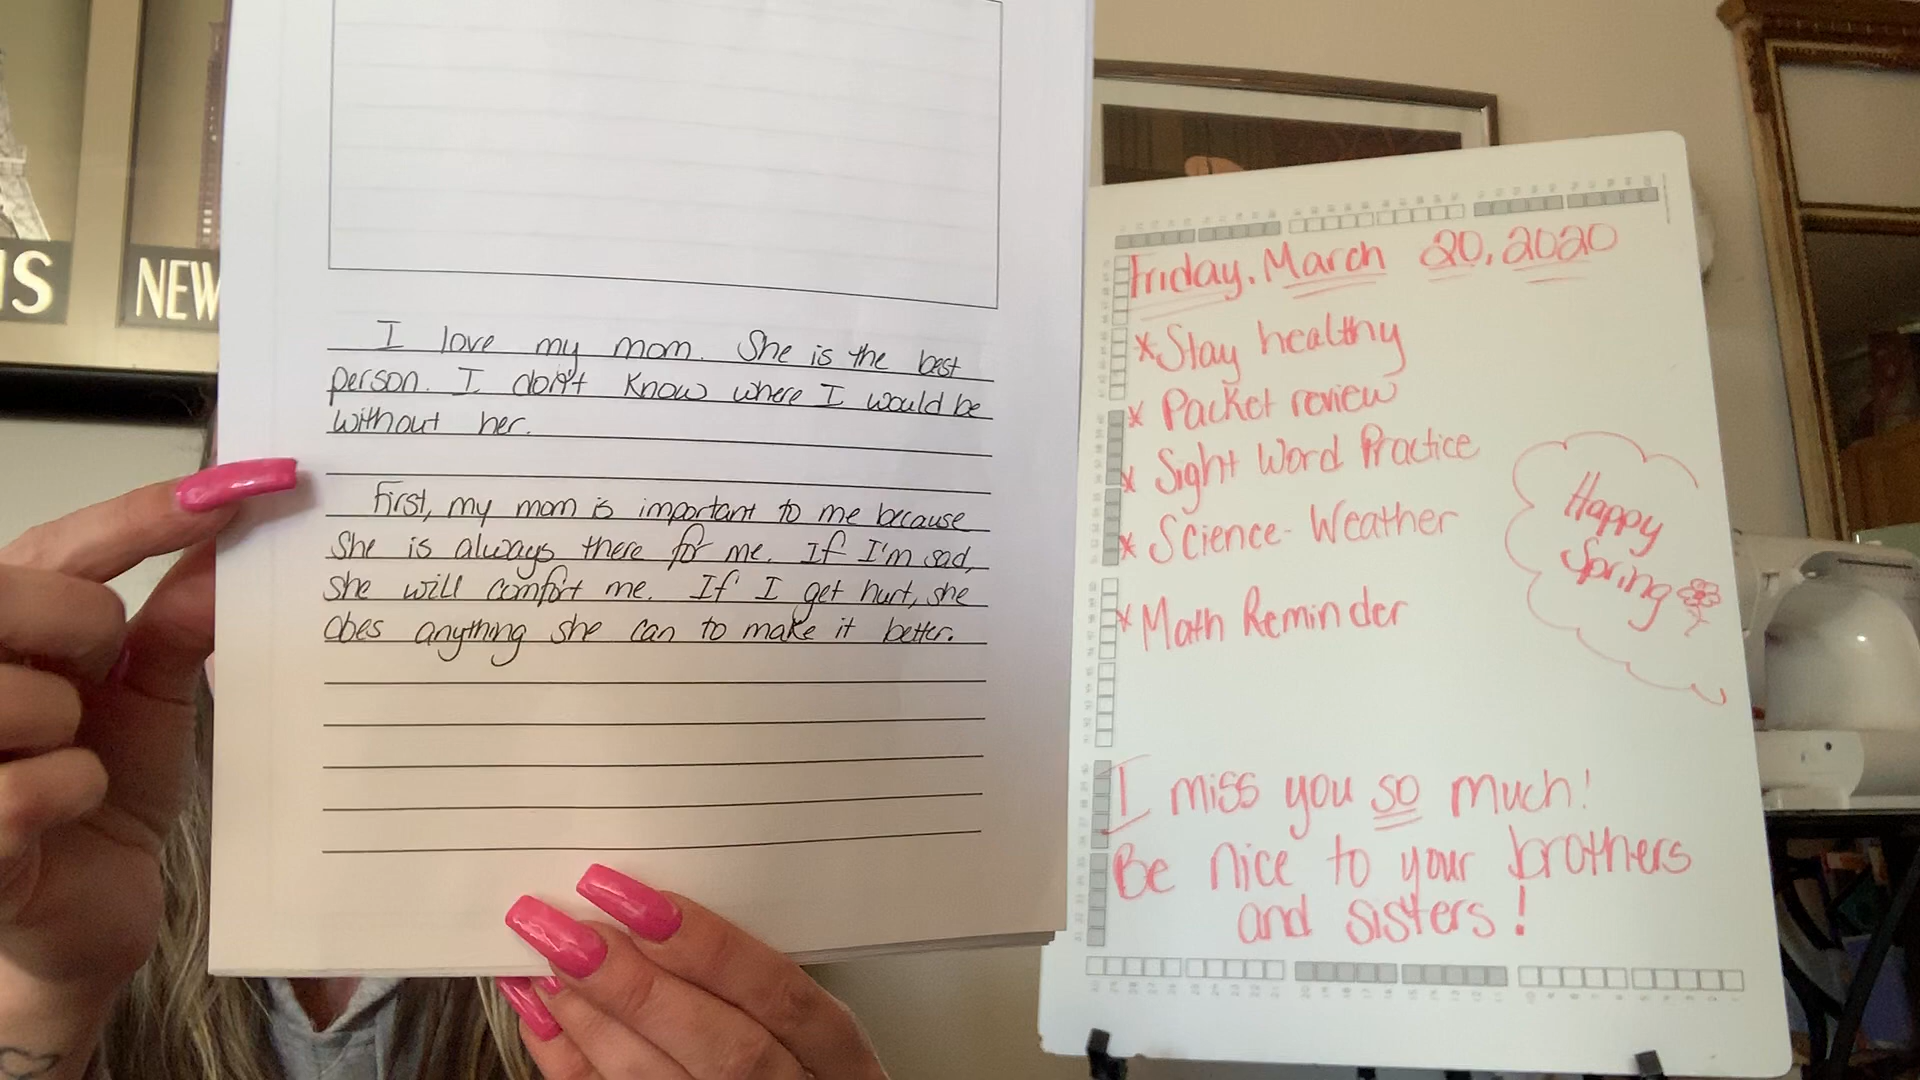 IS
NEW
I love my mom. She is the best
person. I don't know where I would be
without her.
First, my mom is important to me because
she is always there for me. If I'm sad,
she will comfort me. If I get hurt, she
does anything she can to make it better.
Friday, March 20, 2020
*Stay healthy
* Packet review
* Sight Word Practice
* Science - Weather
* Math Reminder
Happy
Spring
I miss you so much!
Be nice to your brothers
and sisters!